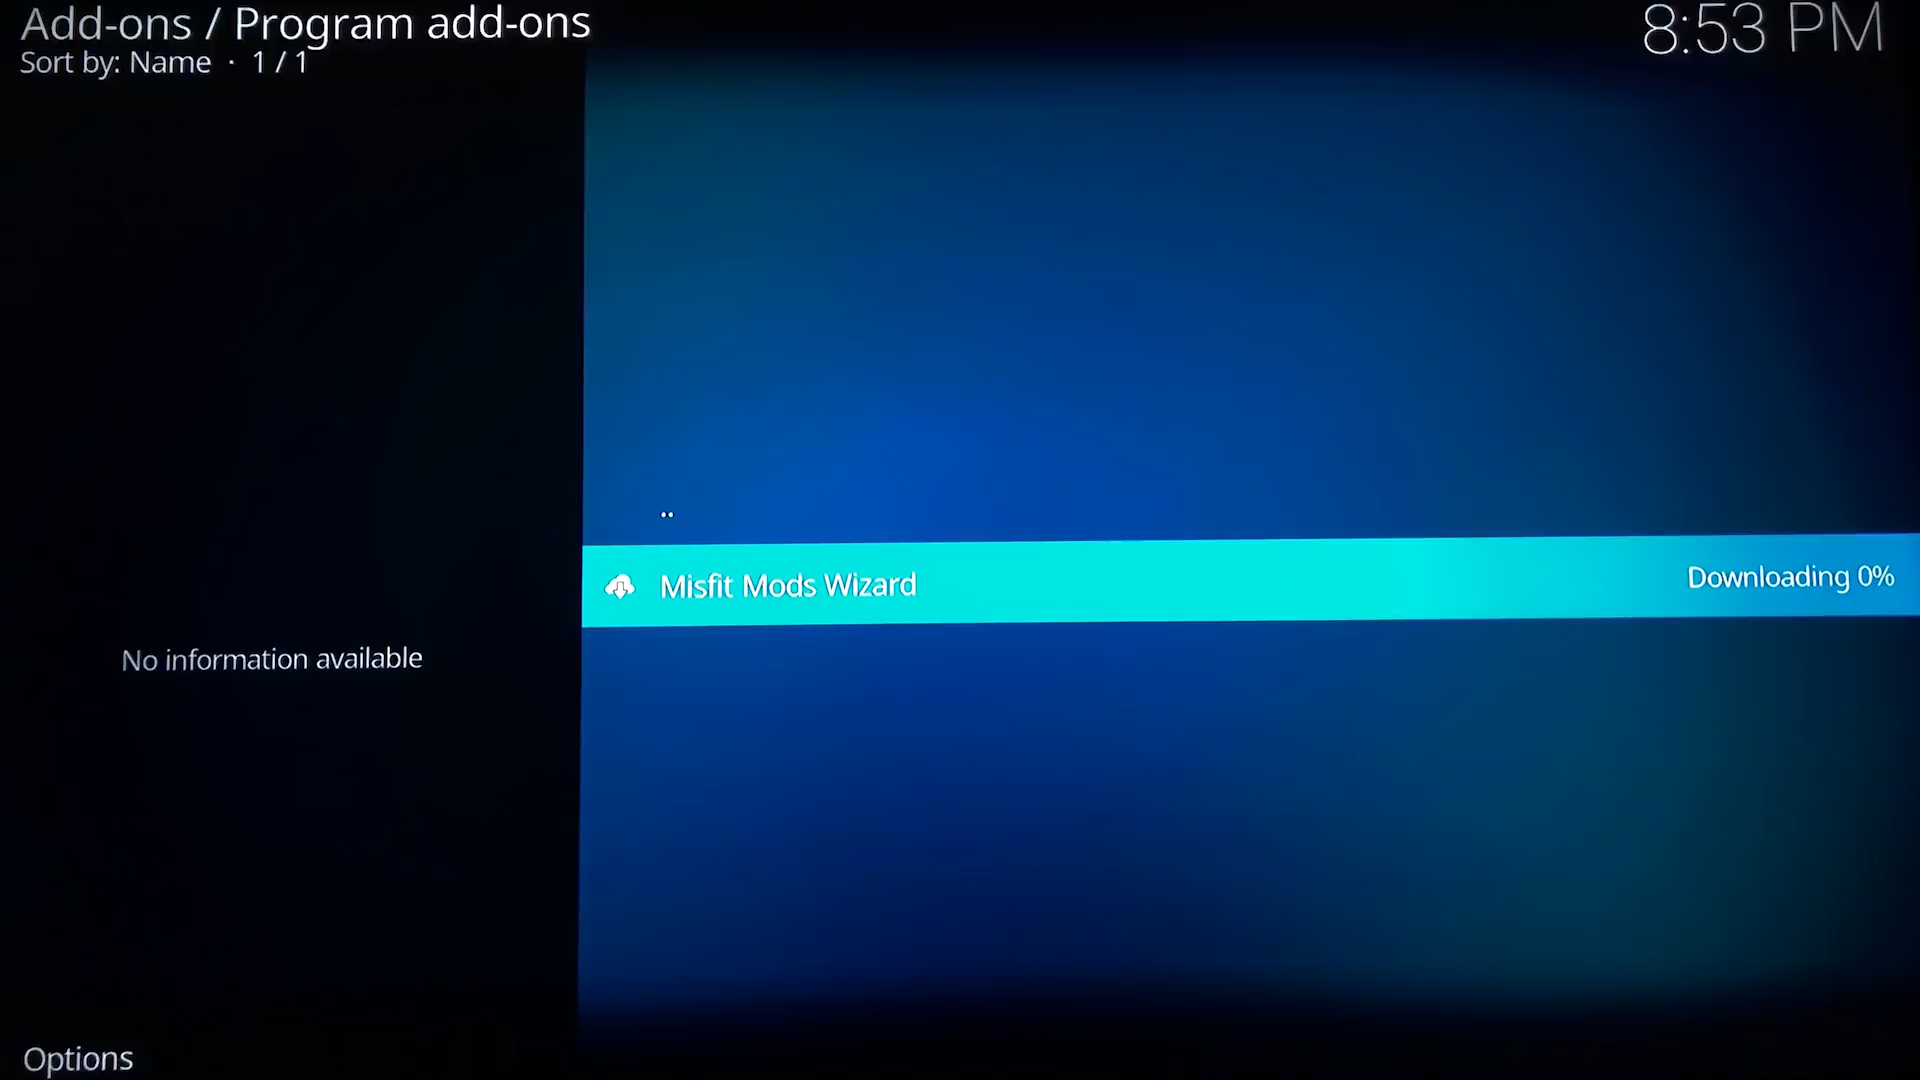 Add-ons / Program add-ons
8:53 PM
Sort by: Name · 1 / 1
..
Misfit Mods Wizard
Downloading 0%
No information available
Options